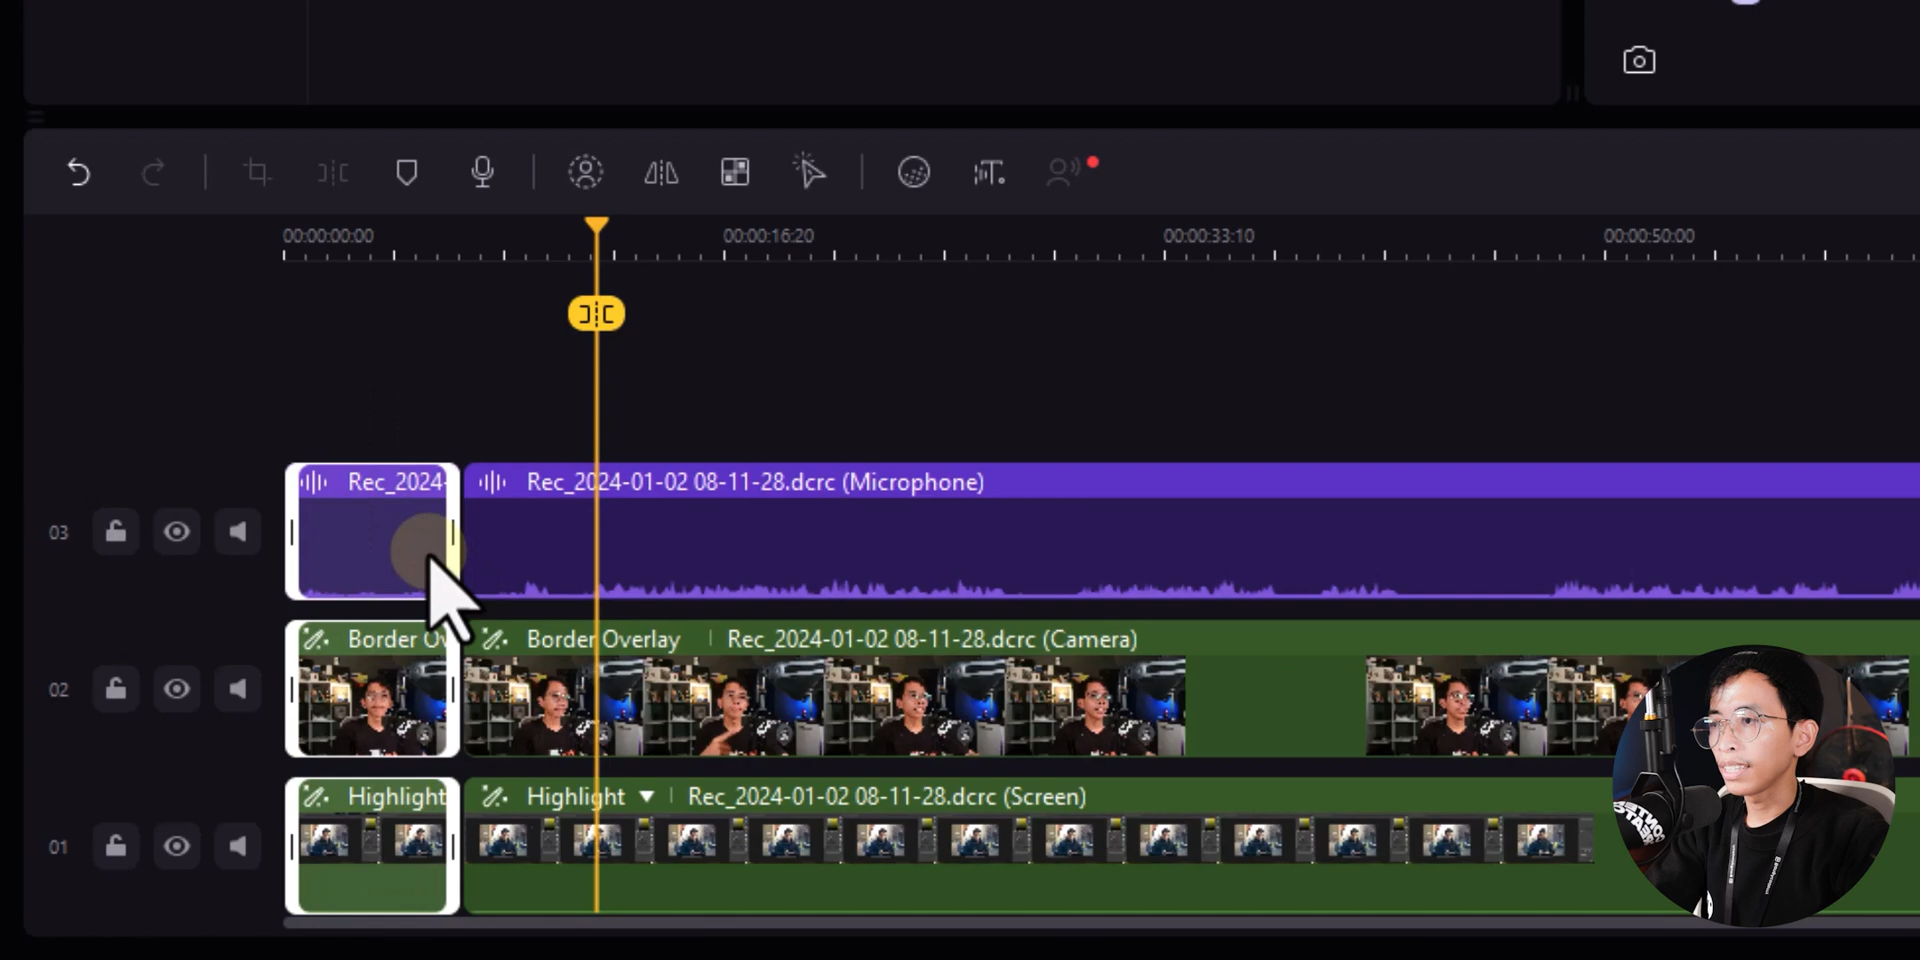 00:00:00:00
00:00:16:20
00:00:33:10
00:00:50:00
Rec_2024-
Rec_2024-01-02 08-11-28.dcrc (Microphone)
03
Border Ov
Border Overlay
Rec_2024-01-02 08-11-28.dcrc (Camera)
02
Highlight
Highlight
Rec_2024-01-02 08-11-28.dcrc (Screen)
01